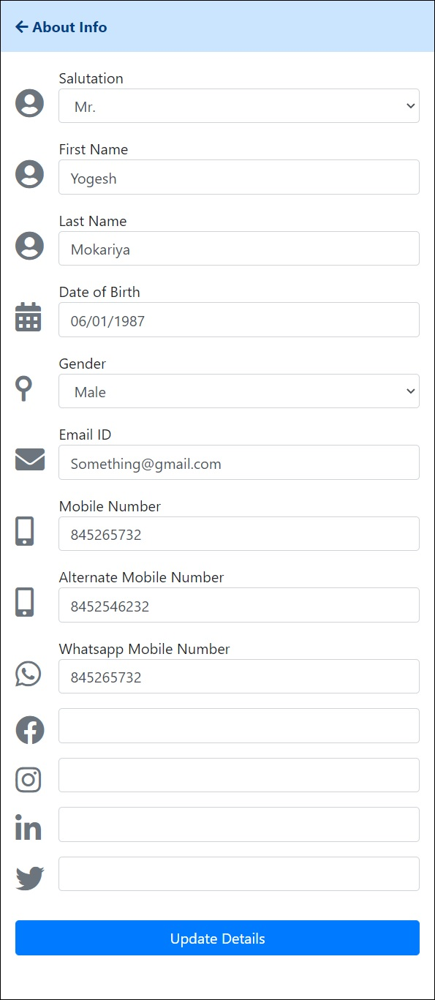 About Info
Salutation
Mr.
First Name
Yogesh
Last Name
Mokariya
Date of Birth
06/01/1987
Gender
Male
Email ID
Something@gmail.com
Mobile Number
845265732
Alternate Mobile Number
8452546232
Whatsapp Mobile Number
845265732
Update Details